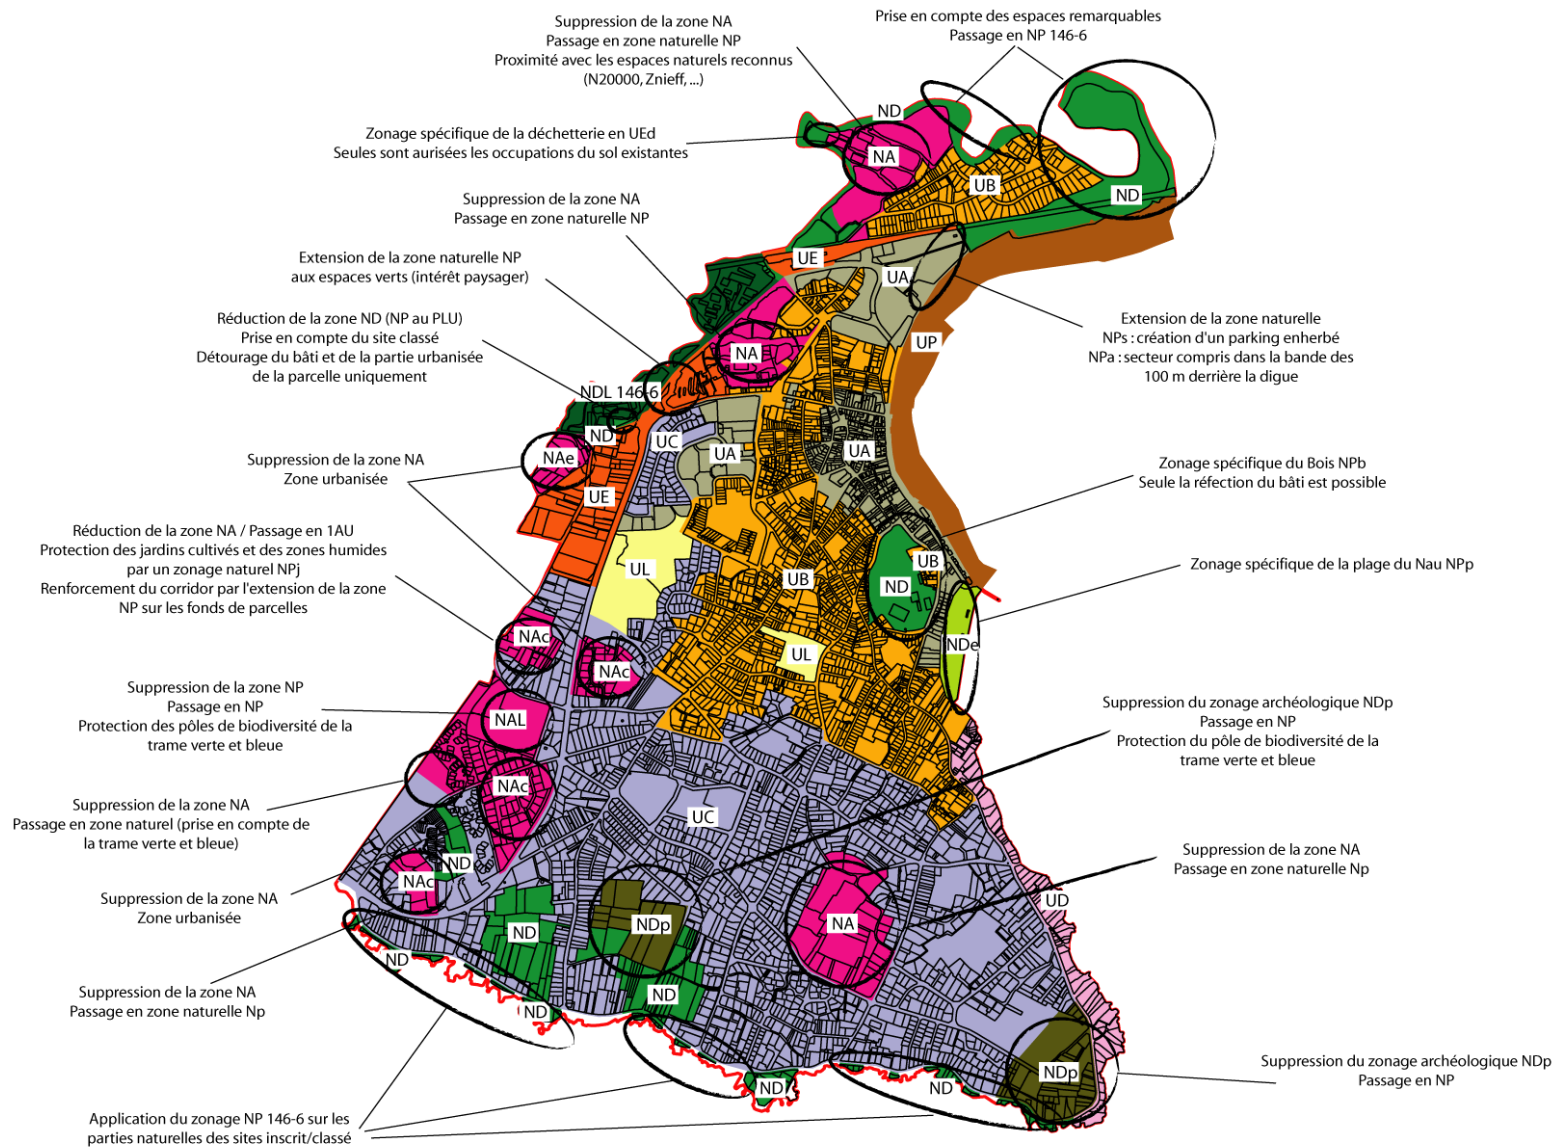 Suppression de la zone NA
Passage en zone naturelle NP
Proximité avec les espaces naturels reconnus
(N20000, Znieff, ...)
Prise en compte des espaces remarquables
Passage en NP 146-6
Zonage spécifique de la déchetterie en UEd
Seules sont aurisées les occupations du sol existantes
Suppression de la zone NA
Passage en zone naturelle NP
Extension de la zone naturelle NP
aux espaces verts (intérêt paysager)
Réduction de la zone ND (NP au PLU)
Prise en compte du site classé
Détourage du bâti et de la partie urbanisée
de la parcelle uniquement
Extension de la zone naturelle
NPs : création d'un parking enherbé
NPa : secteur compris dans la bande des
100 m derrière la digue
Suppression de la zone NA
Zone urbanisée
Zonage spécifique du Bois NPb
Seule la réfection du bâti est possible
Réduction de la zone NA / Passage en 1AU
Protection des jardins cultivés et des zones humides
par un zonage naturel NPj
Renforcement du corridor par l'extension de la zone
NP sur les fonds de parcelles
Zonage spécifique de la plage du Nau NPp
Suppression de la zone NP
Passage en NP
Protection des pôles de biodiversité de la
trame verte et bleue
Suppression du zonage archéologique NDp
Passage en NP
Protection du pôle de biodiversité de la
trame verte et bleue
Suppression de la zone NA
Passage en zone naturel (prise en compte de
la trame verte et bleue)
Suppression de la zone NA
Passage en zone naturelle Np
Suppression de la zone NA
Zone urbanisée
Suppression de la zone NA
Passage en zone naturelle Np
Suppression du zonage archéologique NDp
Passage en NP
Application du zonage NP 146-6 sur les
parties naturelles des sites inscrit/classé
ND
NA
UB
ND
UE
UA
UP
NA
NDL 146-6
ND
UC
UA
UA
NAe
UE
UL
UB
UB
ND
NAc
NAc
UL
NDe
NAL
NAc
UC
ND
NAc
UD
ND
NDp
NA
ND
ND
ND
ND
ND
NDp